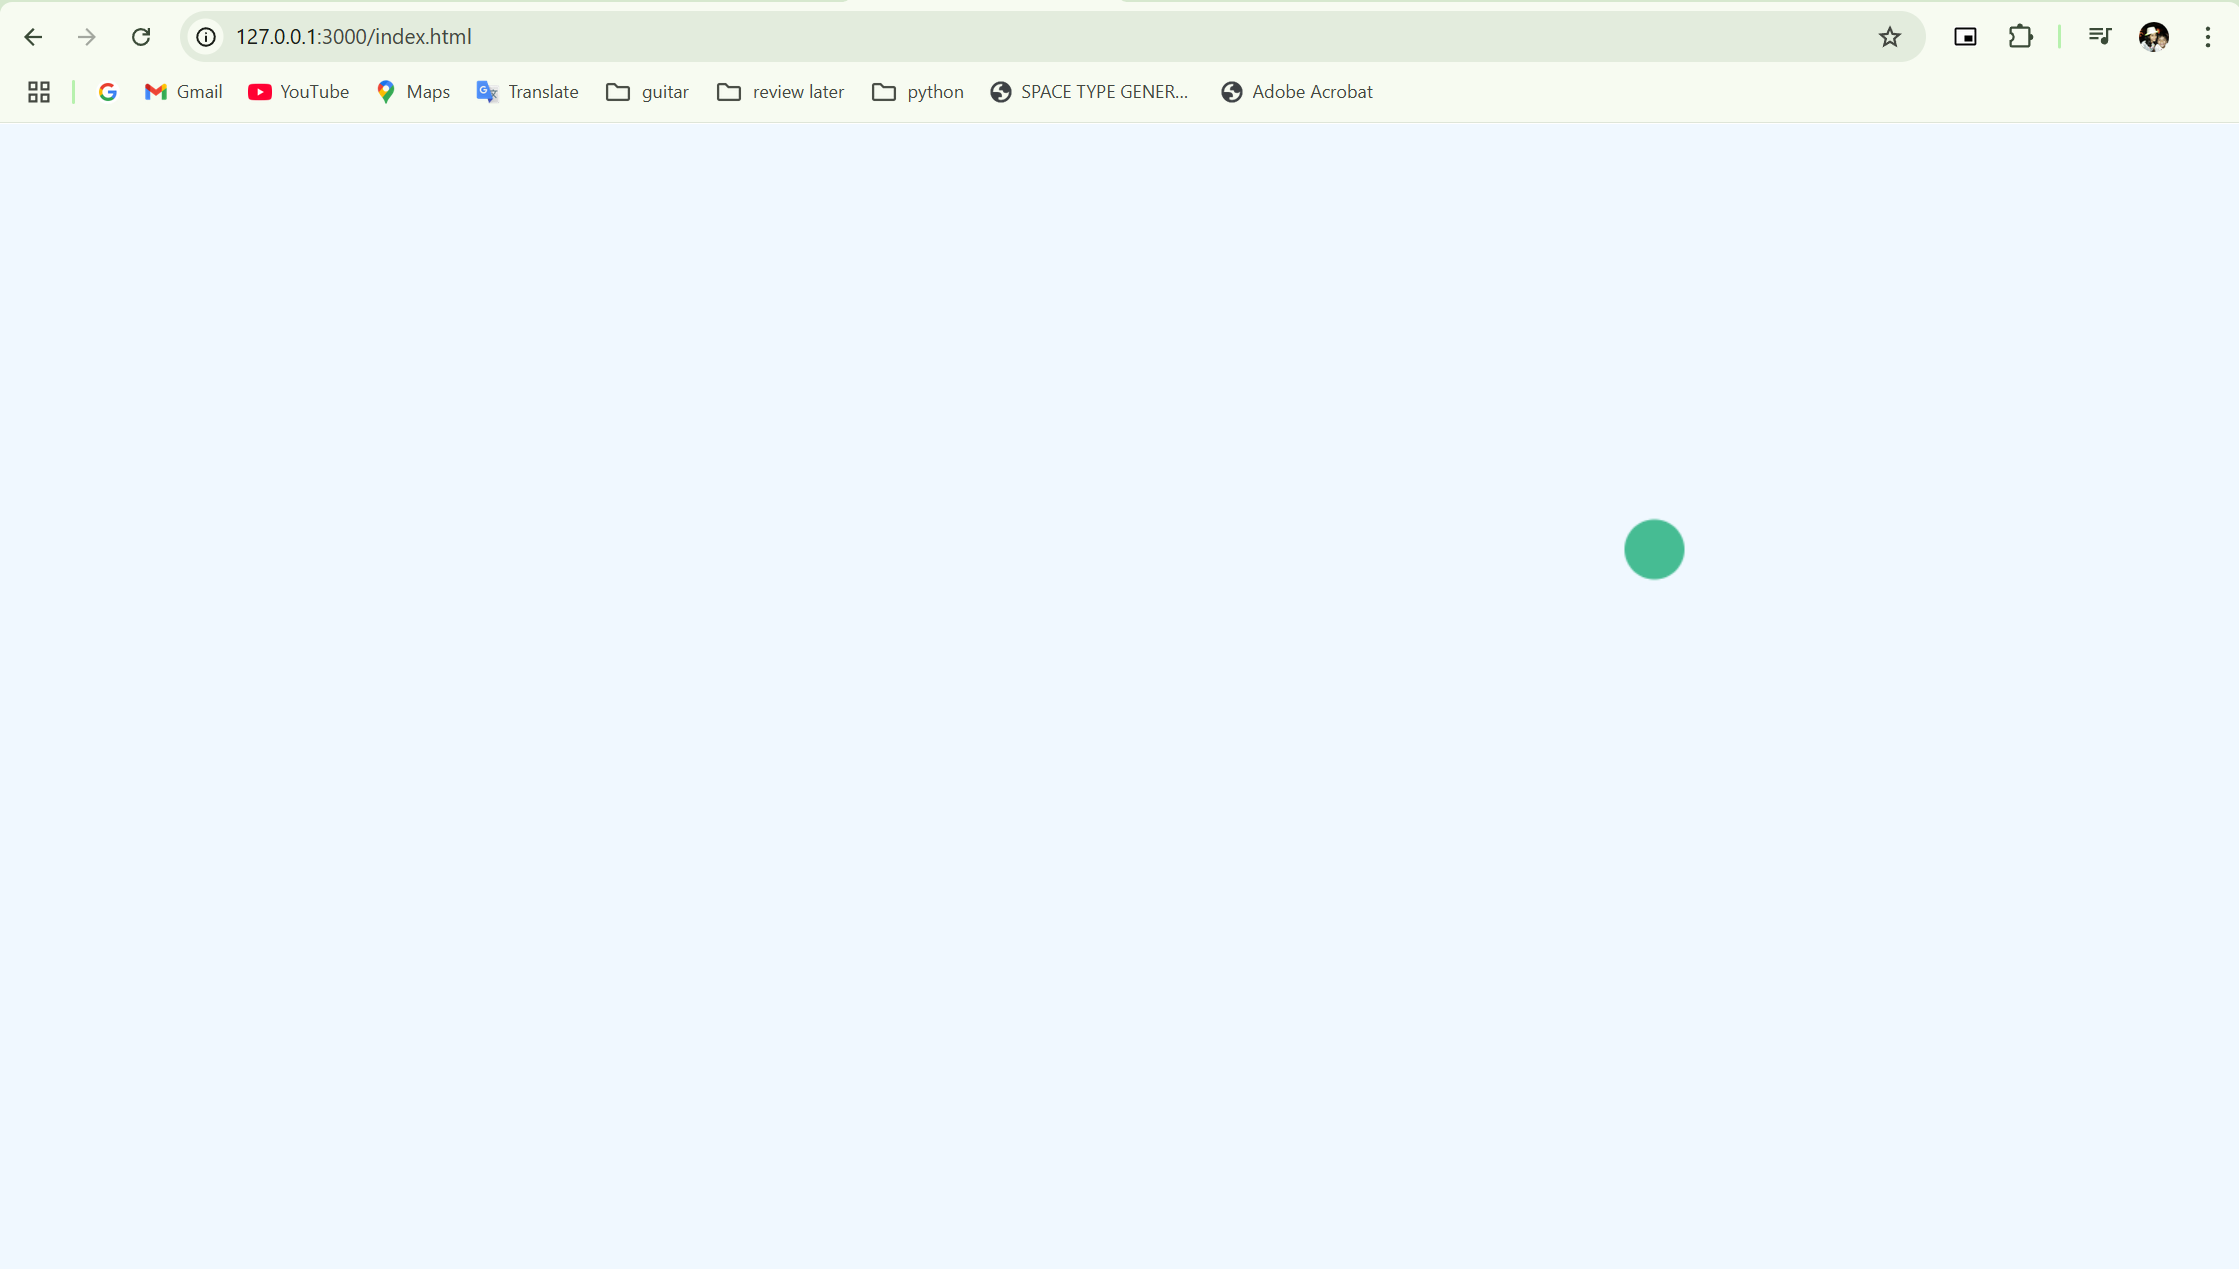 127.0.0.1:3000/index.html
Gmail YouTube Maps Translate guitar review later python SPACE TYPE GENER... Adobe Acrobat